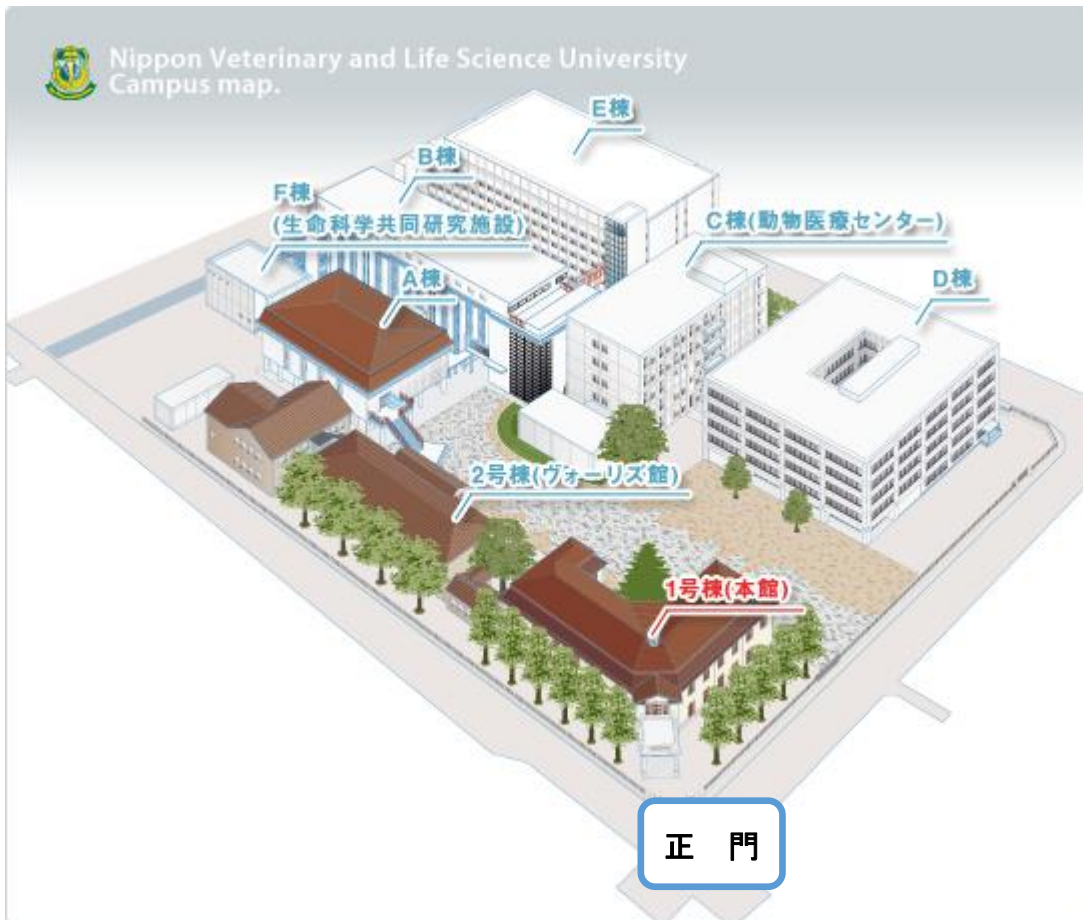 Nippon Veterinary and Life Science University
Campus map.
E棟
B棟
F棟
(生命科学共同研究施設)
C棟(動物医療センター)
A棟
D棟
2号棟(ヴォーリズ館)
1号棟(本館)
正　門